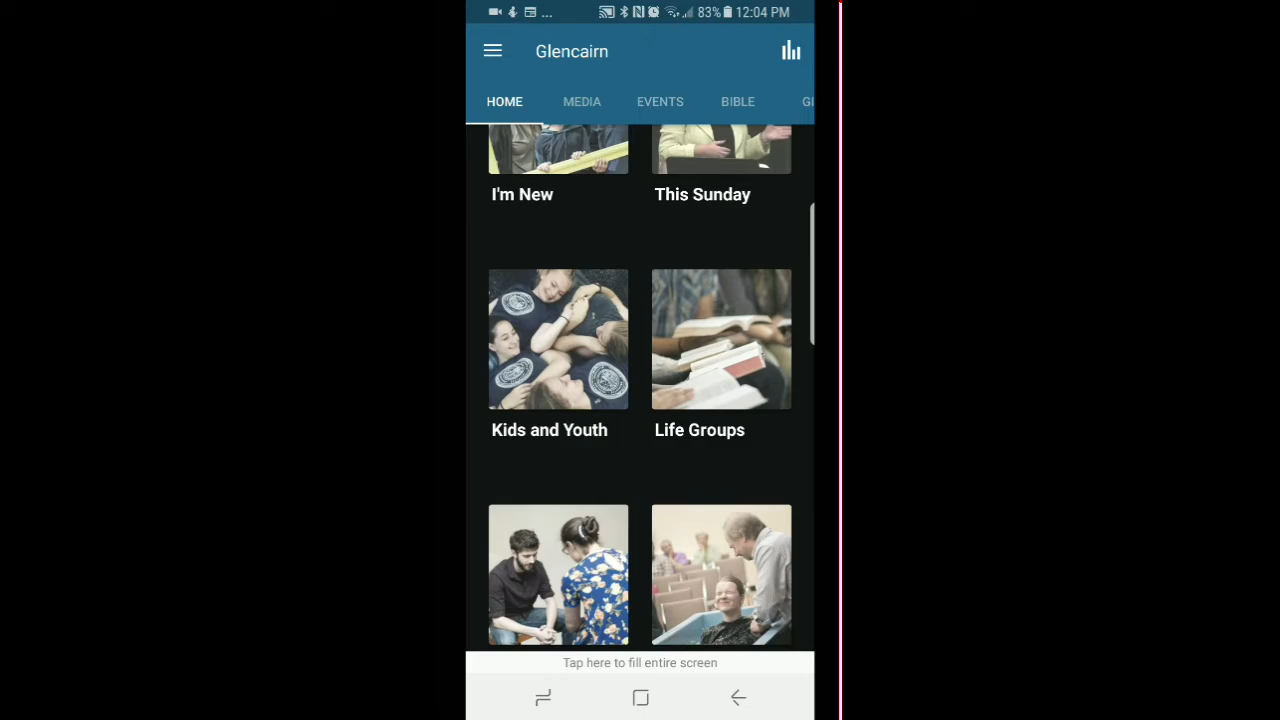 ... 83% 12:04 PM
Glencairn
HOME MEDIA EVENTS BIBLE GI
I'm New This Sunday
Kids and Youth Life Groups
Tap here to fill entire screen